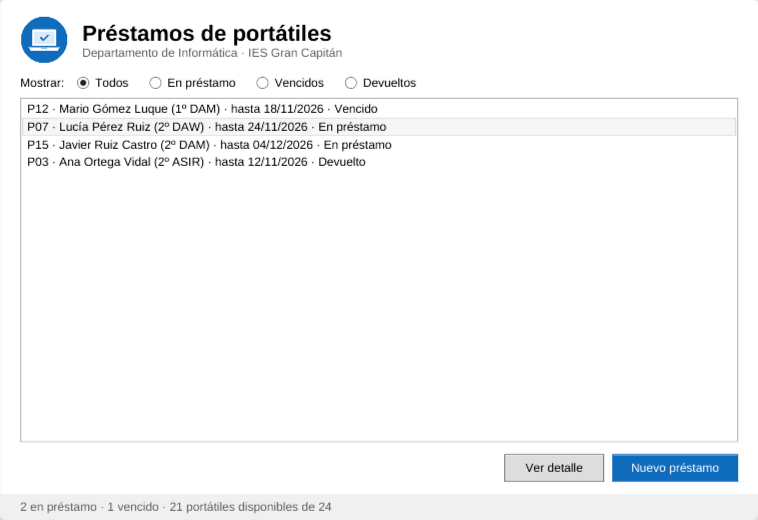 Préstamos de portátiles
Departamento de Informática · IES Gran Capitán
Mostrar: Todos En préstamo Vencidos Devueltos
P12 · Mario Gómez Luque (1º DAM) · hasta 18/11/2026 · Vencido
P07 · Lucía Pérez Ruiz (2º DAW) · hasta 24/11/2026 · En préstamo
P15 · Javier Ruiz Castro (2º DAM) · hasta 04/12/2026 · En préstamo
P03 · Ana Ortega Vidal (2º ASIR) · hasta 12/11/2026 · Devuelto
Ver detalle Nuevo préstamo
2 en préstamo · 1 vencido · 21 portátiles disponibles de 24